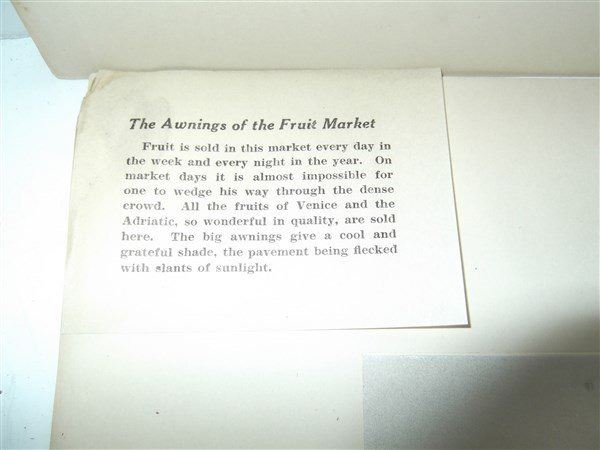 The Awnings of the Fruit Market
Fruit is sold in this market every day in
the week and every night in the year. On
market days it is almost impossible for
one to wedge his way through the dense
crowd. All the fruits of Venice and the
Adriatic, so wonderful in quality, are sold
here. The big awnings give a cool and
grateful shade, the pavement being flecked
with slants of sunlight.